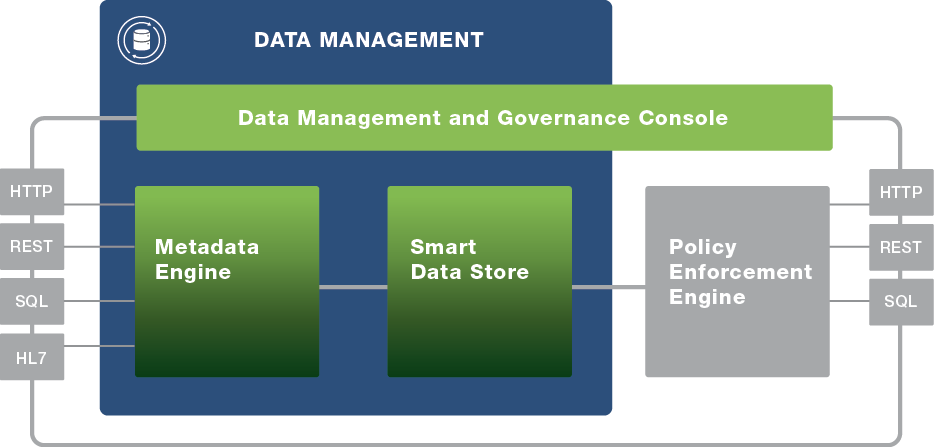 DATA MANAGEMENT
Data Management and Governance Console
HTTP
REST
SQL
HL7
Metadata
Engine
Smart
Data Store
Policy
Enforcement
Engine
HTTP
REST
SQL